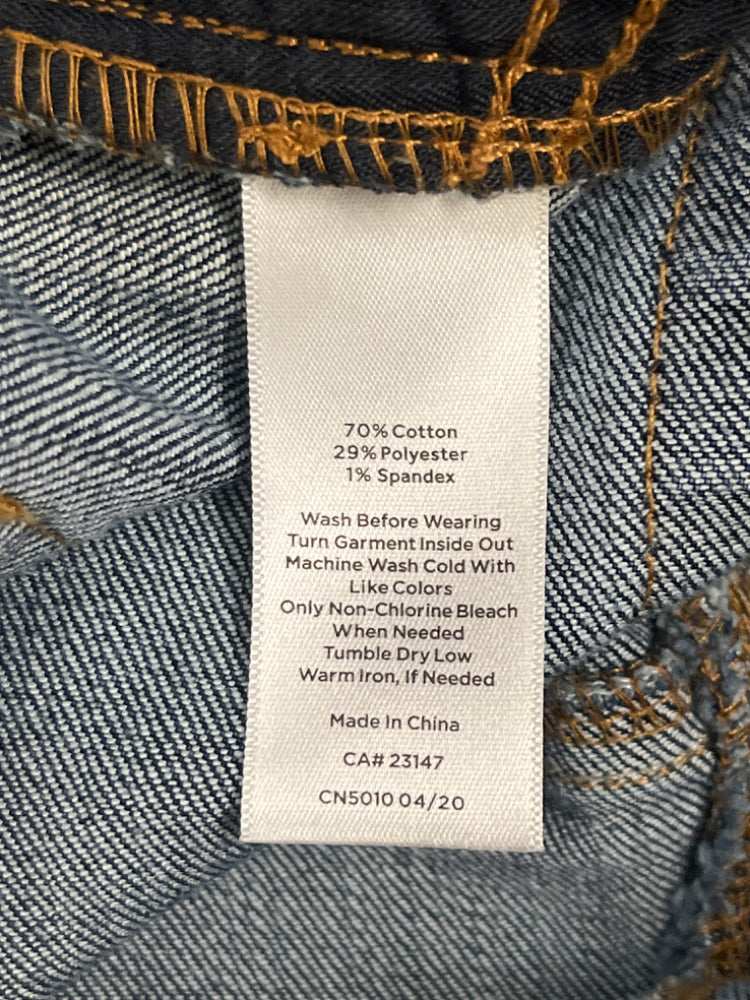 70% Cotton
29% Polyester
1% Spandex
Wash Before Wearing
Turn Garment Inside Out
Machine Wash Cold With
Like Colors
Only Non-Chlorine Bleach
When Needed
Tumble Dry Low
Warm Iron, If Needed
Made In China
CA# 23147
CN5010 04/20